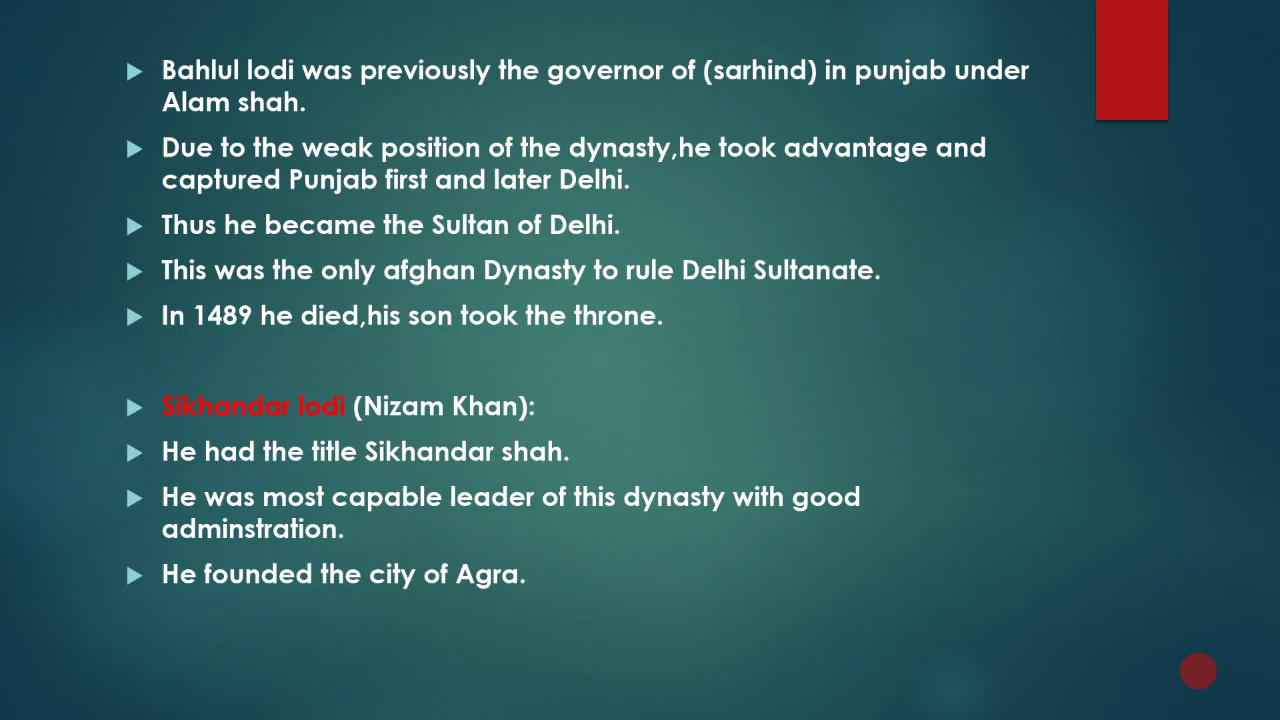 Bahlul lodi was previously the governor of (sarhind) in punjab under
Alam shah.
Due to the weak position of the dynasty,he took advantage and
captured Punjab first and later Delhi.
Thus he became the Sultan of Delhi.
This was the only afghan Dynasty to rule Delhi Sultanate.
In 1489 he died,his son took the throne.
Sikhandar lodi (Nizam Khan):
He had the title Sikhandar shah.
He was most capable leader of this dynasty with good
adminstration.
He founded the city of Agra.